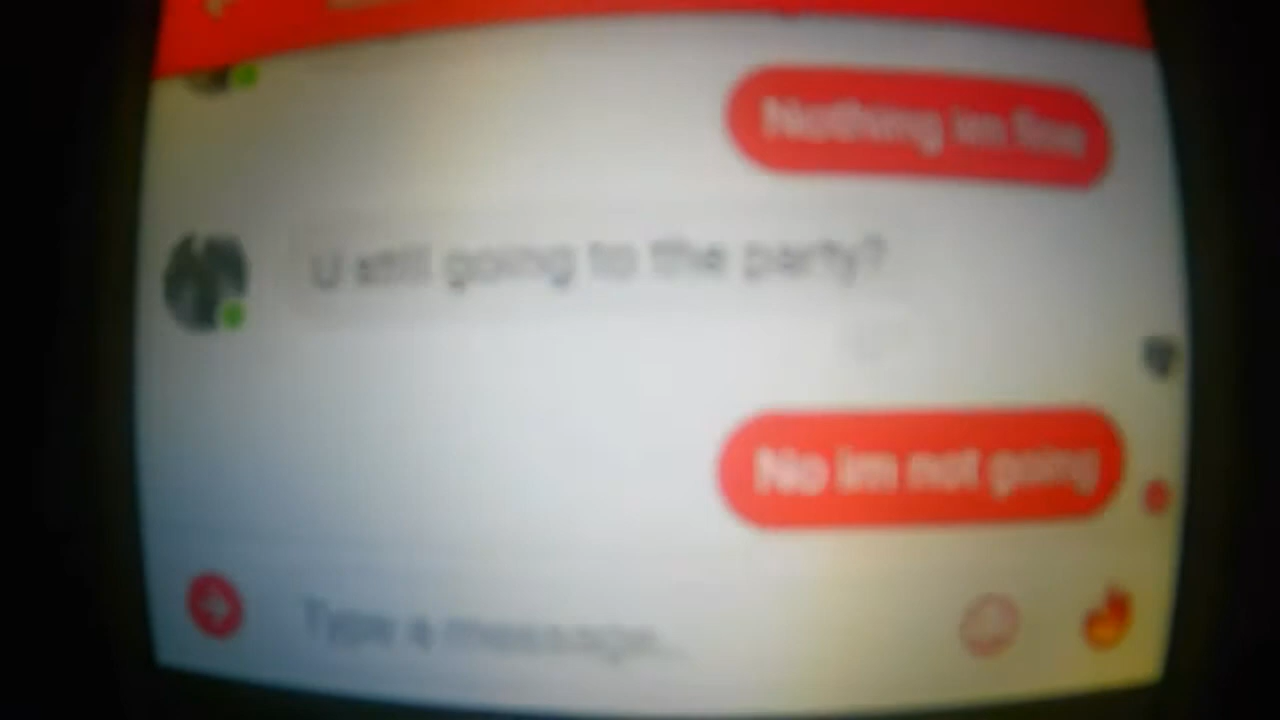 Nothing im fine
U still going to the party?
No im not going
Type a message...